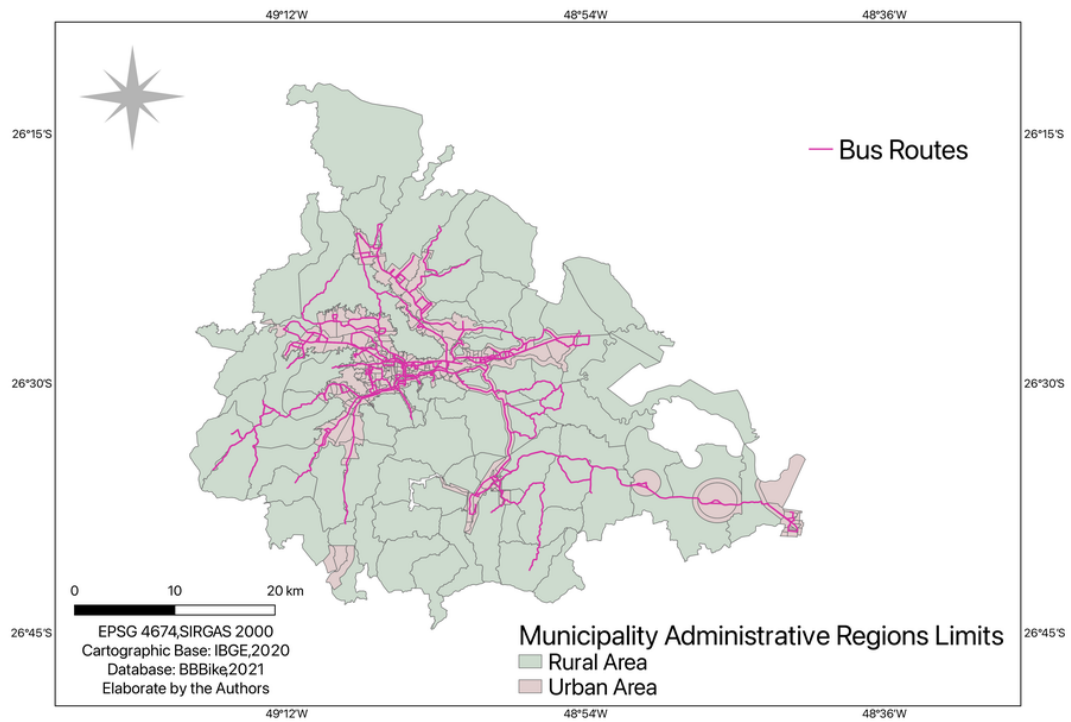 49°12'W 48°54'W 48°36'W
26°15'S 26°15'S
Bus Routes
26°30'S 26°30'S
0 10 20 km
EPSG 4674,SIRGAS 2000
Cartographic Base: IBGE,2020
Database: BBBike,2021
Elaborate by the Authors
26°45'S 26°45'S
Municipality Administrative Regions Limits
Rural Area
Urban Area
49°12'W 48°54'W 48°36'W